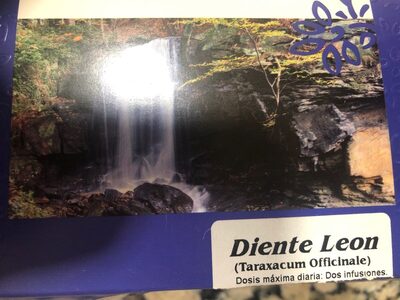 Diente Leon
(Taraxacum Officinale)
Dosis máxima diaria: Dos infusiones.